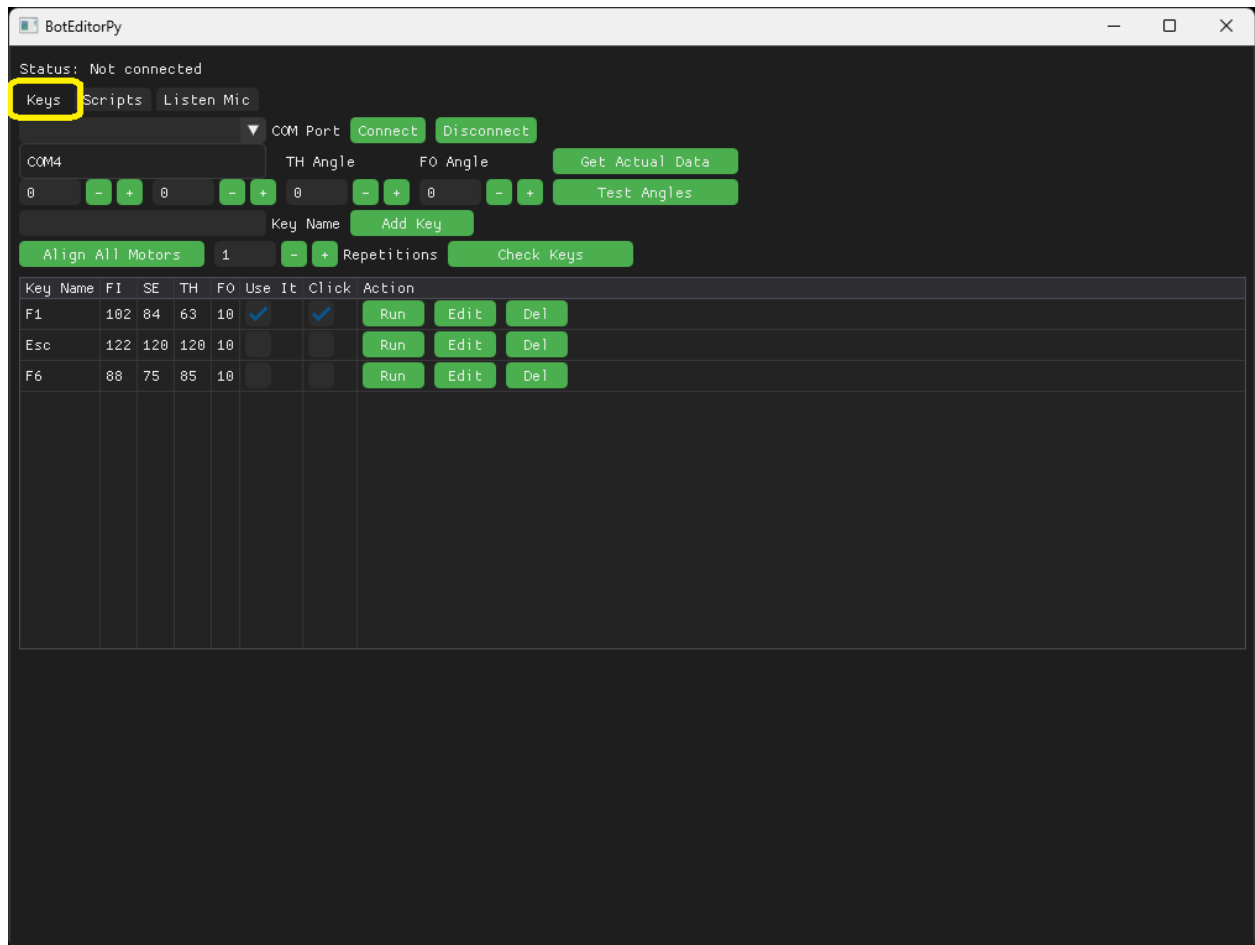 BotEditorPy
Status: Not connected
Keys Scripts Listen Mic
COM Port Connect Disconnect
COM4 TH Angle FO Angle Get Actual Data
0 - + 0 - + 0 - + 0 - + Test Angles
Key Name Add Key
Align All Motors 1 - + Repetitions Check Keys
Key Name FI SE TH FO Use It Click Action
F1 102 84 63 10 Run Edit Del
Esc 122 120 120 10 Run Edit Del
F6 88 75 85 10 Run Edit Del